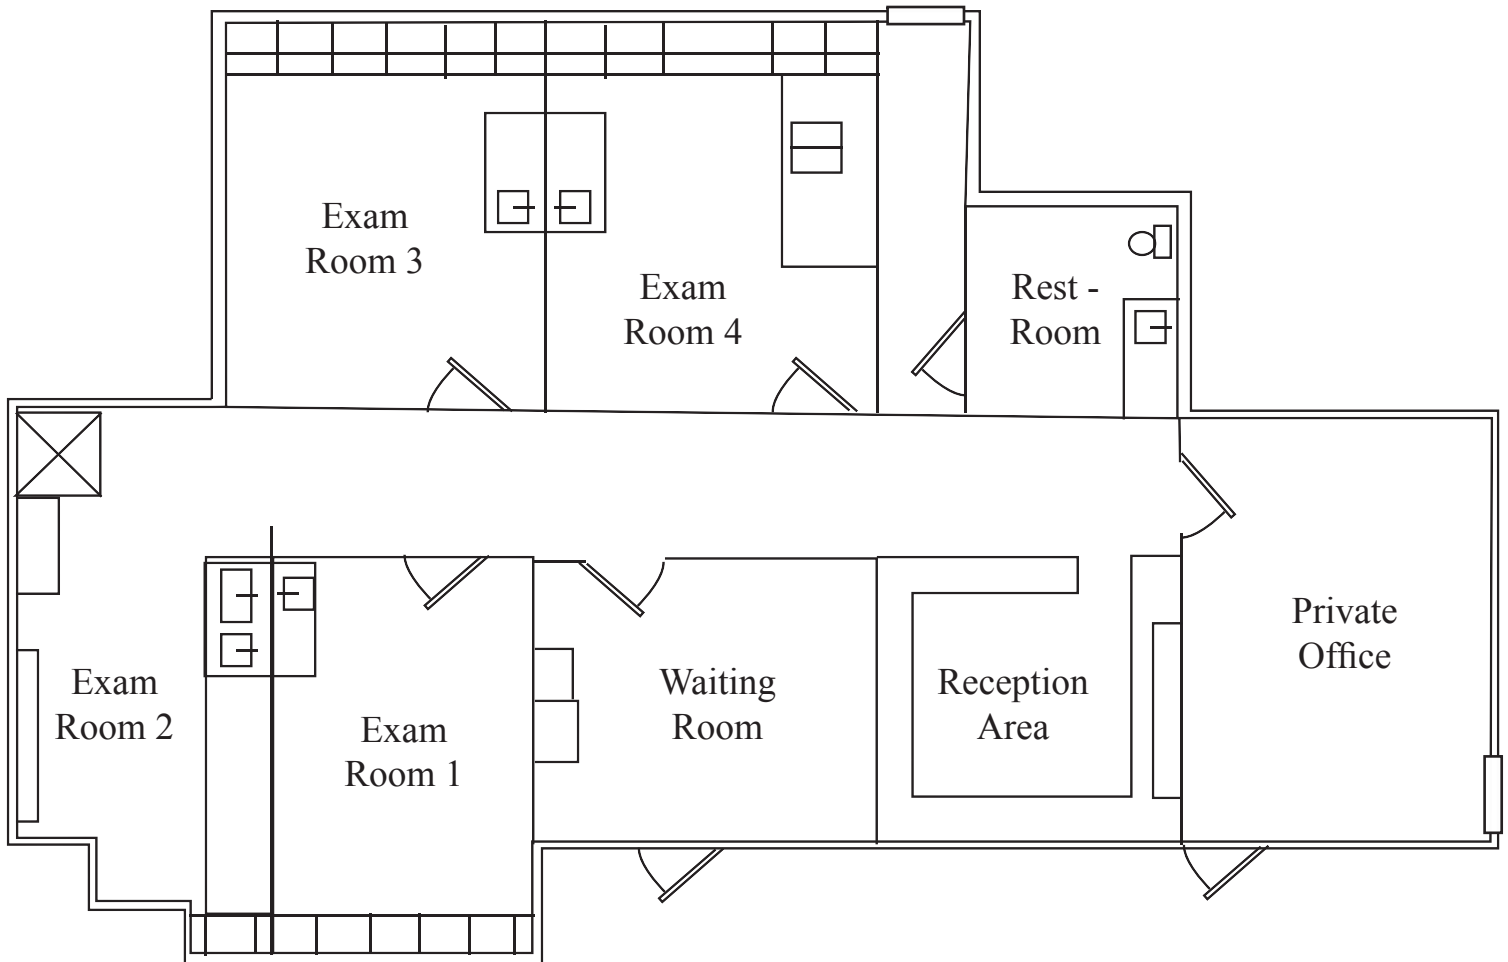 Exam
Room 3
Exam
Room 4
Rest -
Room
Exam
Room 2
Exam
Room 1
Waiting
Room
Reception
Area
Private
Office